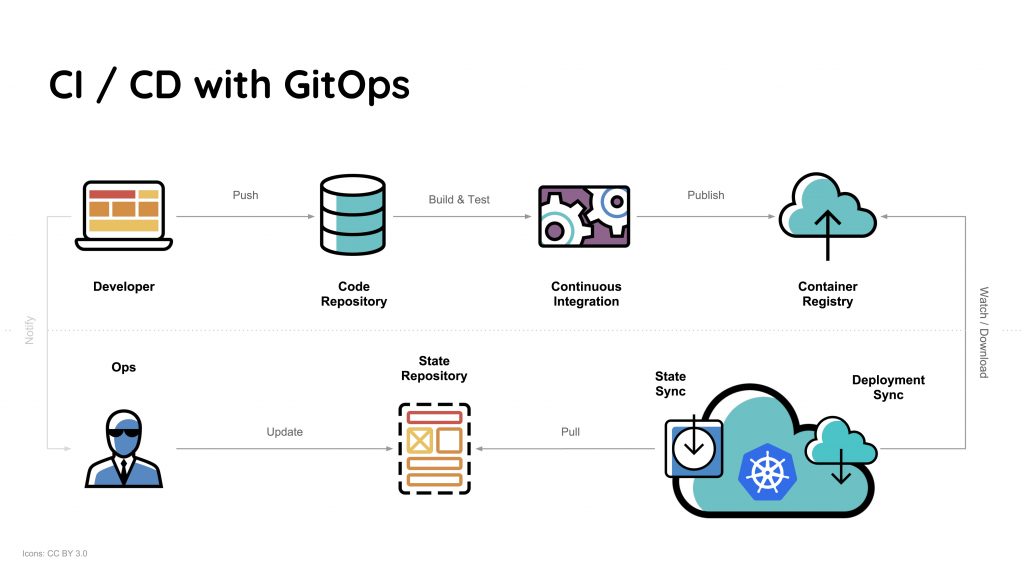 CI / CD with GitOps
Push
Build & Test
Publish
Developer
Code
Repository
Continuous
Integration
Container
Registry
Notify
Watch / Download
Ops
State
Repository
State
Sync
Deployment
Sync
Update
Pull
Icons: CC BY 3.0